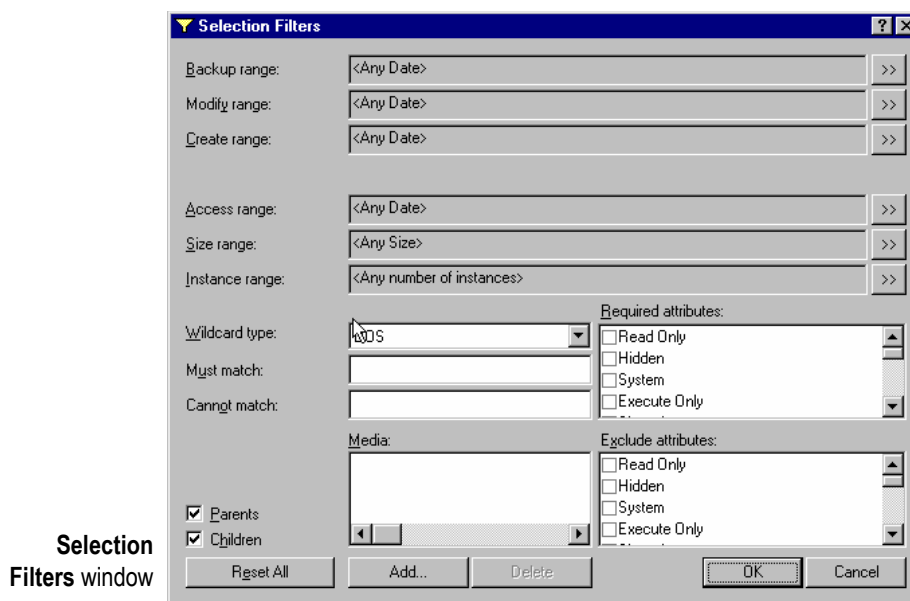 Selection Filters
Backup range: <Any Date> >>
Modify range: <Any Date> >>
Create range: <Any Date> >>
Access range: <Any Date> >>
Size range: <Any Size> >>
Instance range: <Any number of instances> >>
Required attributes:
Wildcard type:
Read Only
Hidden
System
Execute Only
Must match:
Cannot match:
Media:
Exclude attributes:
Read Only
Hidden
System
Execute Only
Parents
Children
Reset All Add... Delete OK Cancel
Selection
Filters window